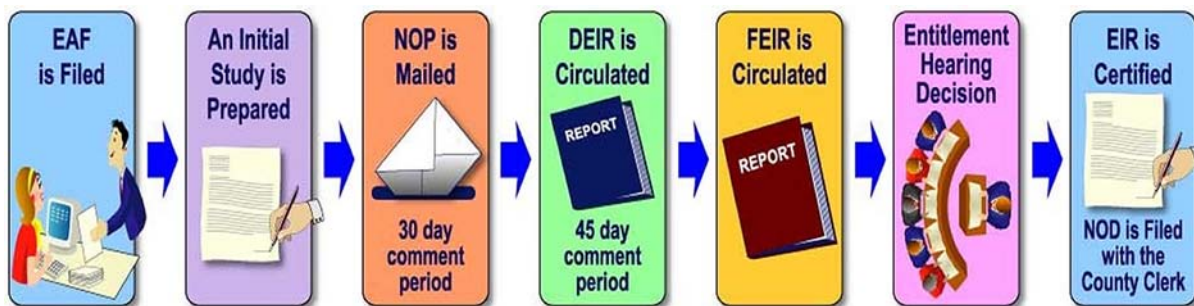 EAF
is Filed
An Initial
Study is
Prepared
NOP is
Mailed
30 day
comment
period
DEIR is
Circulated
REPORT
45 day
comment
period
FEIR is
Circulated
REPORT
Entitlement
Hearing
Decision
EIR is
Certified
NOD is Filed
with the
County Clerk